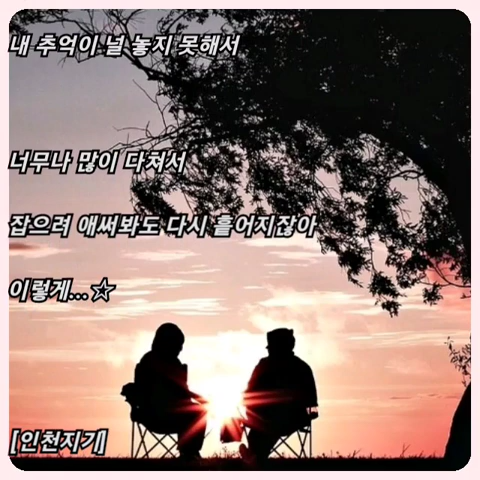 내 추억이 널 놓지 못해서
너무나 많이 다쳐서
잡으려 애써봐도 다시 흩어지잖아
이렇게...☆
[인천지기]